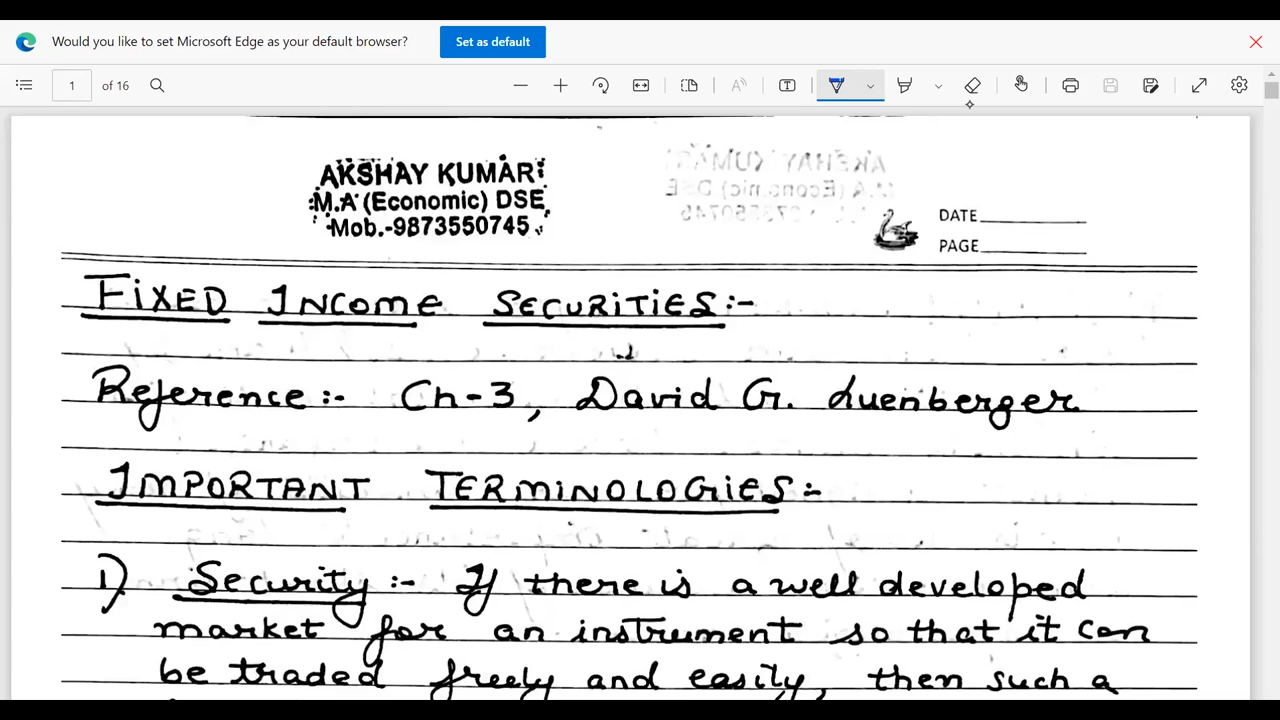 Would you like to set Microsoft Edge as your default browser? Set as default
1 of 16
AKSHAY KUMAR
M.A (Economic) DSE
Mob.-9873550745
DATE
PAGE
FIXED INCOME SECURITIES:-
Reference:- Ch-3, David G. Luenberger
IMPORTANT TERMINOLOGIES:-
1) Security:- If there is a well developed
market for an instrument so that it can
be traded freely and easily, then such a